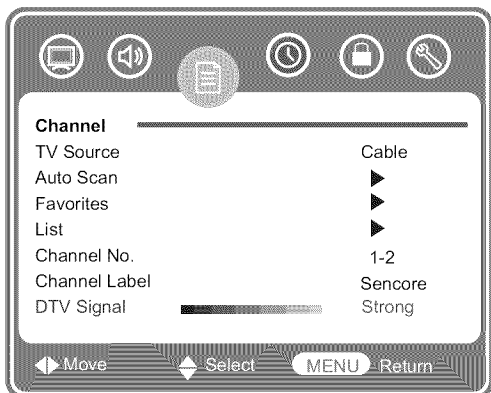 Channel
TV Source Cable
Auto Scan
Favorites
List
Channel No. 1-2
Channel Label Sencore
DTV Signal Strong
Move Select MENU Return